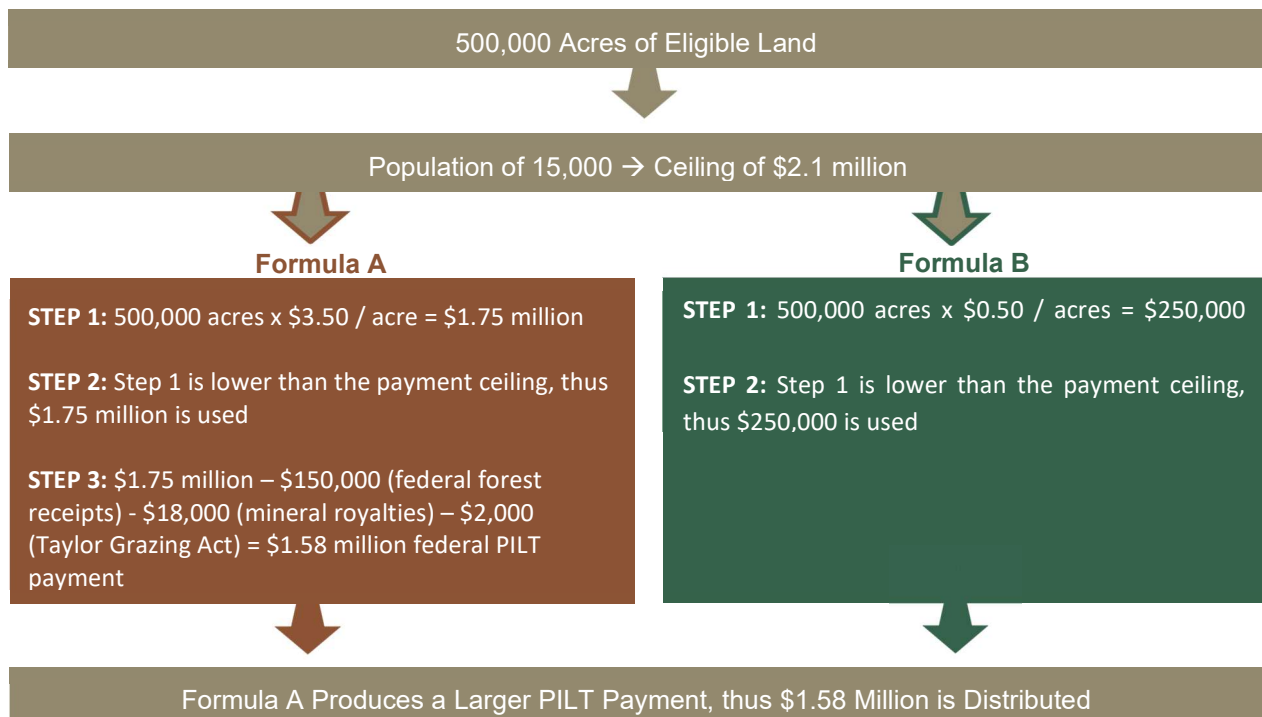 500,000 Acres of Eligible Land
Population of 15,000 → Ceiling of $2.1 million
Formula A
STEP 1: 500,000 acres x $3.50 / acre = $1.75 million
STEP 2: Step 1 is lower than the payment ceiling, thus
$1.75 million is used
STEP 3: $1.75 million – $150,000 (federal forest
receipts) - $18,000 (mineral royalties) – $2,000
(Taylor Grazing Act) = $1.58 million federal PILT
payment
Formula B
STEP 1: 500,000 acres x $0.50 / acres = $250,000
STEP 2: Step 1 is lower than the payment ceiling,
thus $250,000 is used
Formula A Produces a Larger PILT Payment, thus $1.58 Million is Distributed